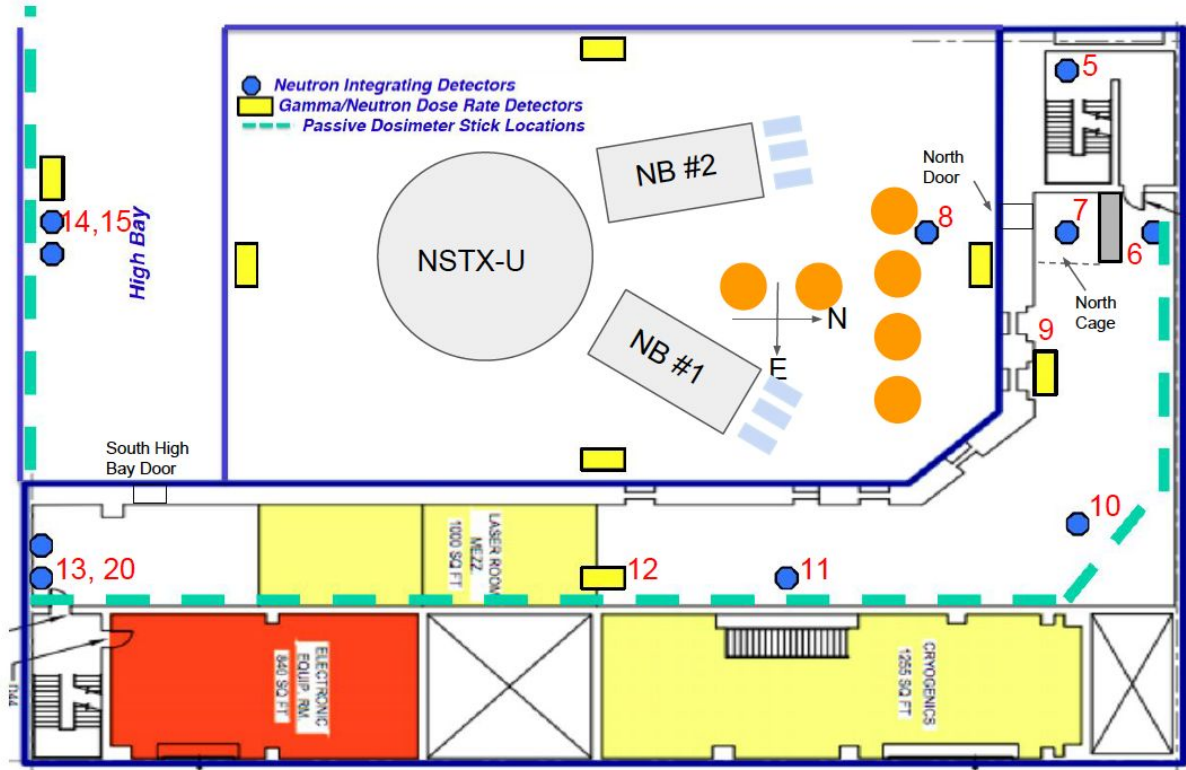 5
Neutron Integrating Detectors
Gamma/Neutron Dose Rate Detectors
Passive Dosimeter Stick Locations
NB #2
North
Door
14,15
8
7
6
High Bay
NSTX-U
N
North
Cage
NB #1
E
9
South High
Bay Door
10
LASER ROOM
MEZZ.
1000 SQ FT
13, 20
12
11
ELECTRONIC
EQUIP. RM.
840 SQ FT
CRYOGENICS
1255 SQ FT